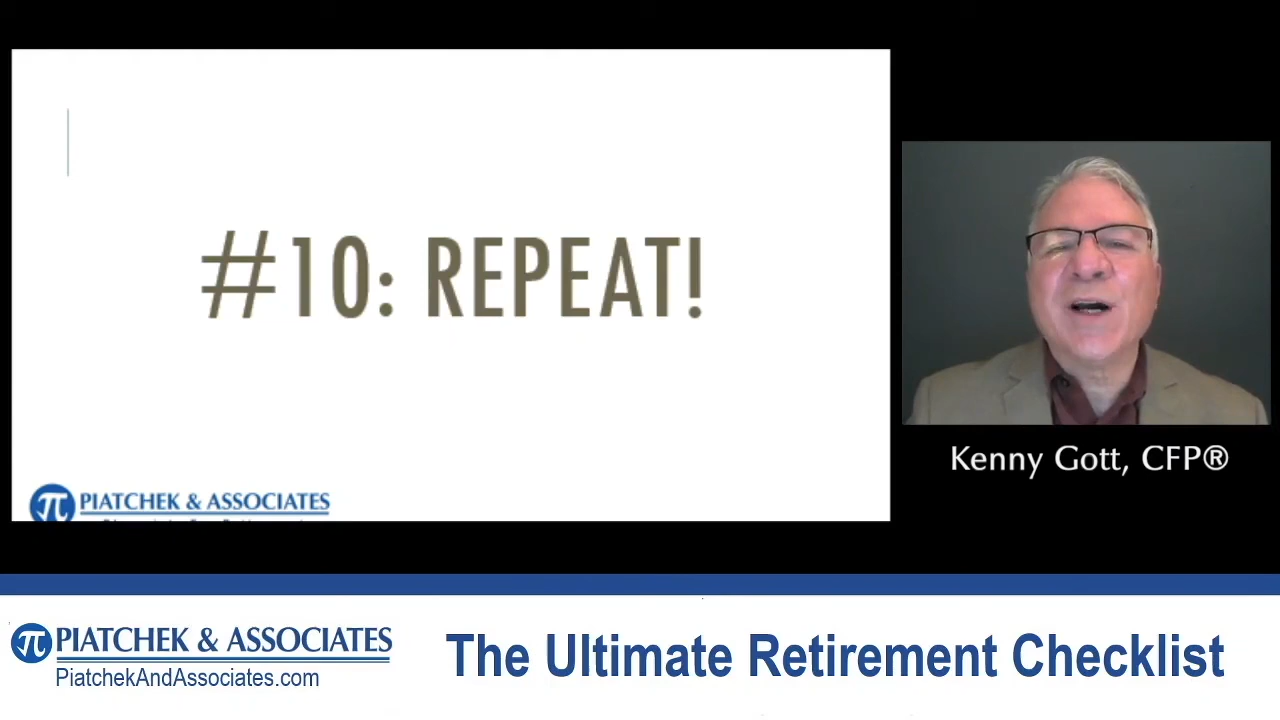 #10: REPEAT!
PIATCHEK & ASSOCIATES
Kenny Gott, CFP®
PIATCHEK & ASSOCIATES
PiatchekAndAssociates.com
The Ultimate Retirement Checklist